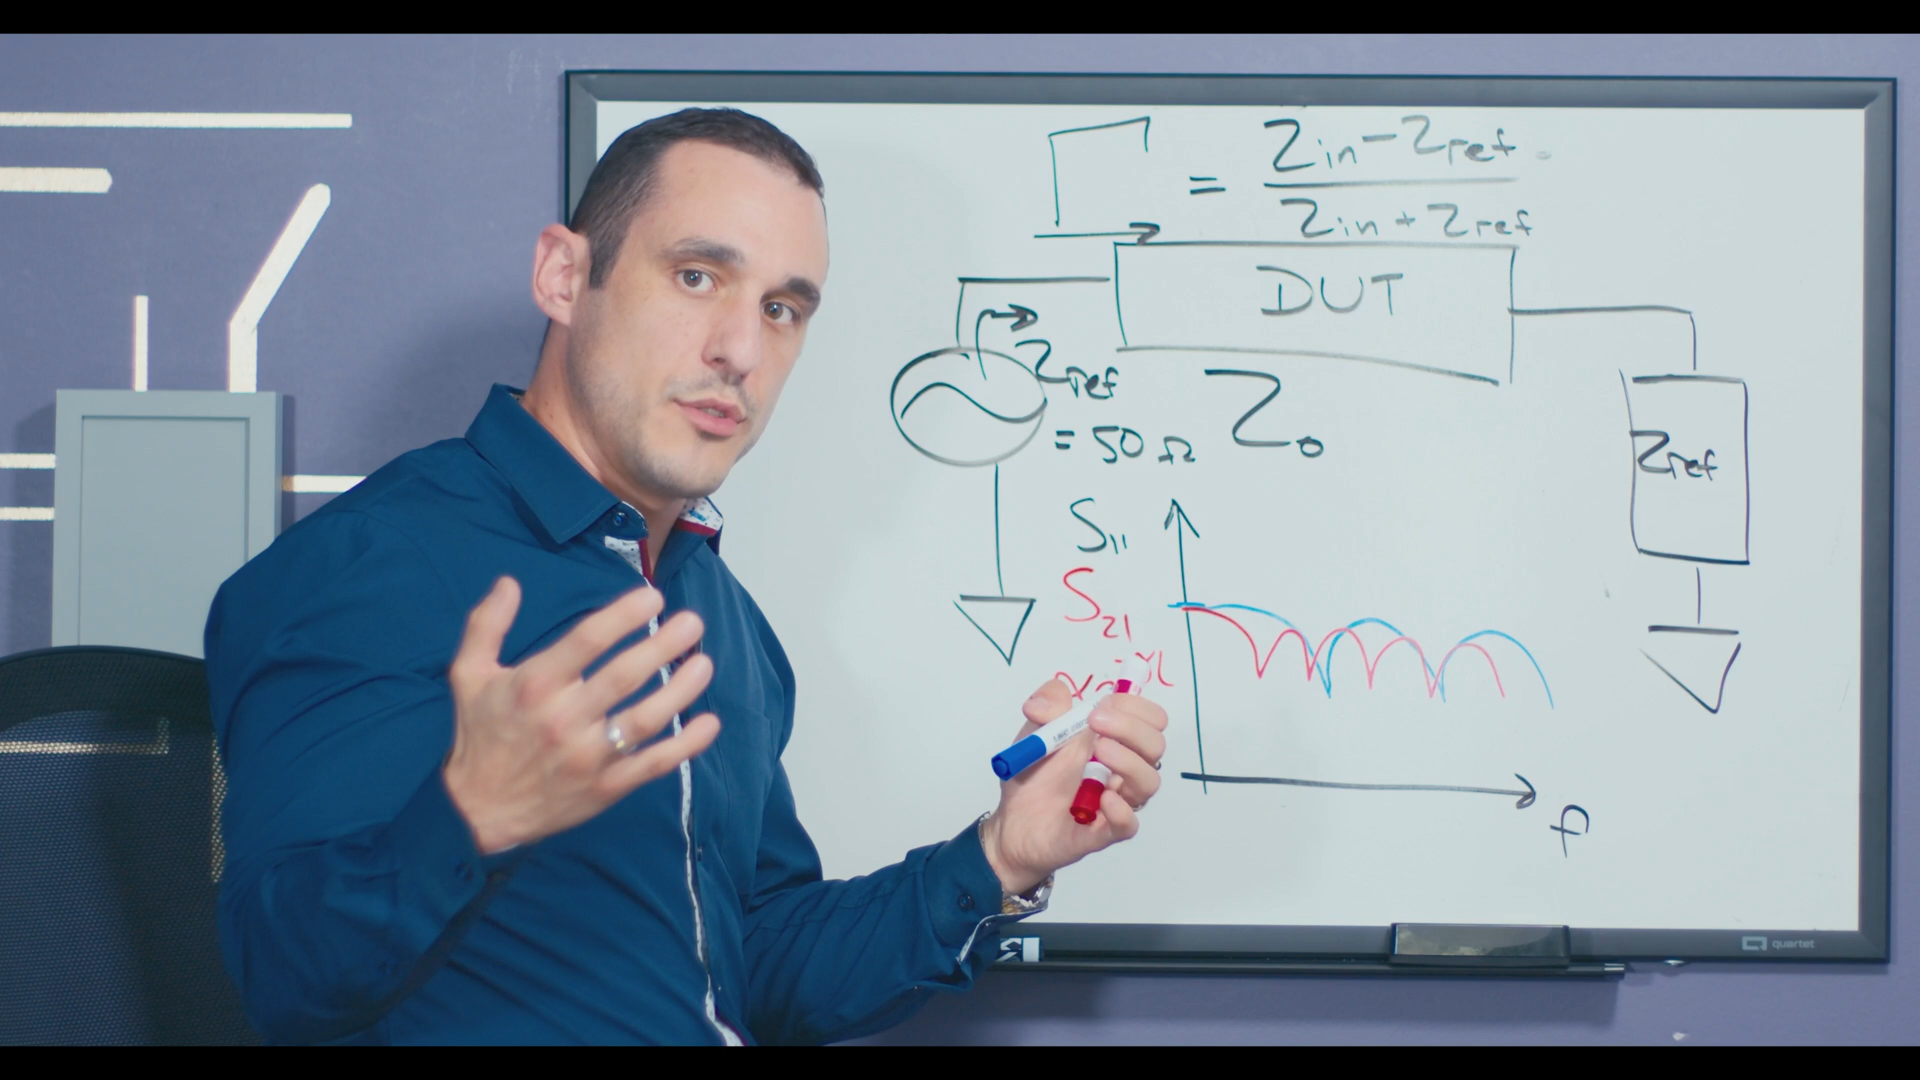 Γ = Zin - Zref
Zin + Zref
DUT
Zref
= 50 Ω
Z0
Zref
S11
S21
f
quartet